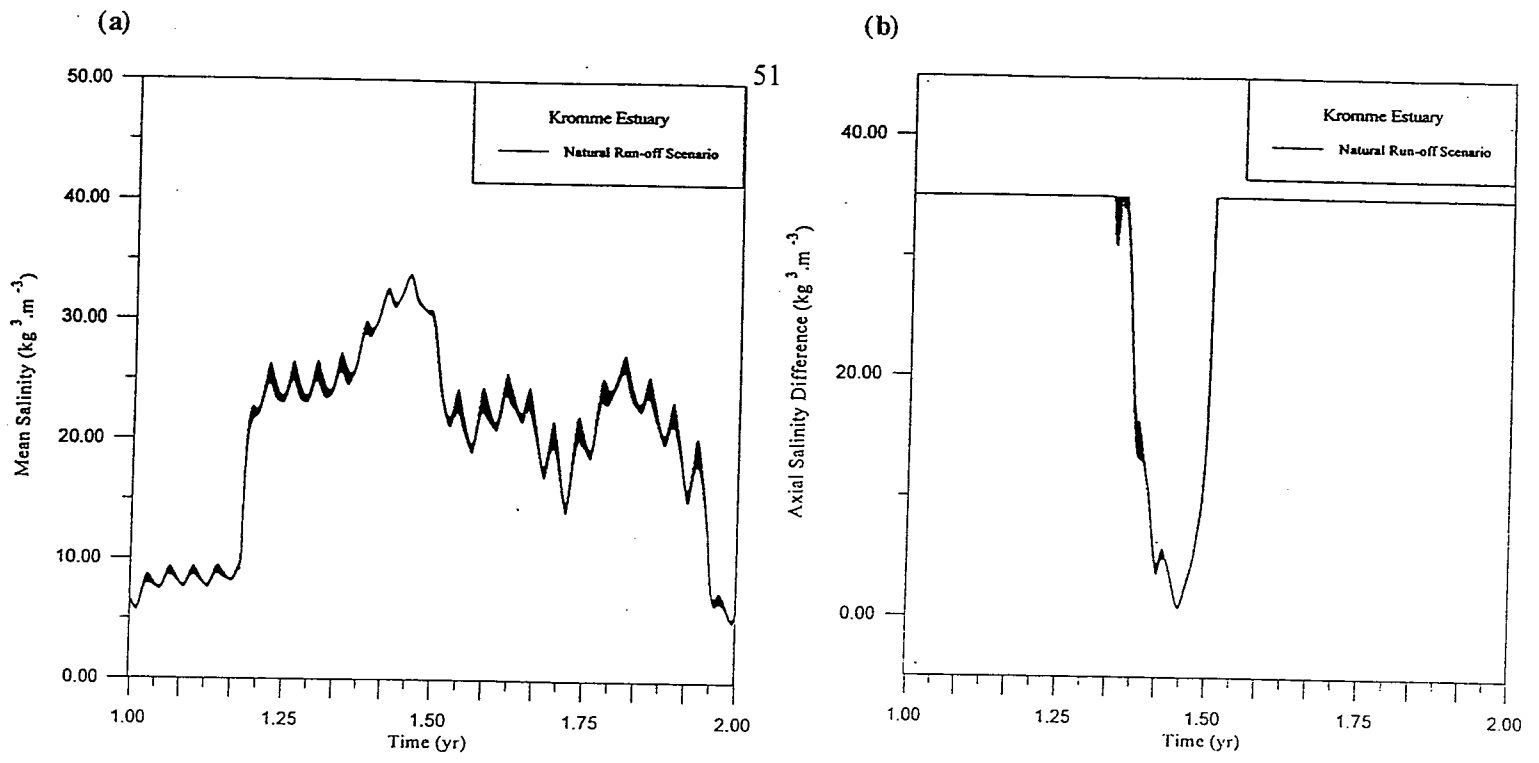 (a)
51
50.00
40.00
30.00
20.00
10.00
0.00
Mean Salinity (kg ³.m ⁻³)
Kromme Estuary
Natural Run-off Scenario
1.00
1.25
1.50
1.75
2.00
Time (yr)
(b)
40.00
20.00
0.00
Axial Salinity Difference (kg ³.m ⁻³)
Kromme Estuary
Natural Run-off Scenario
1.00
1.25
1.50
1.75
2.00
Time (yr)